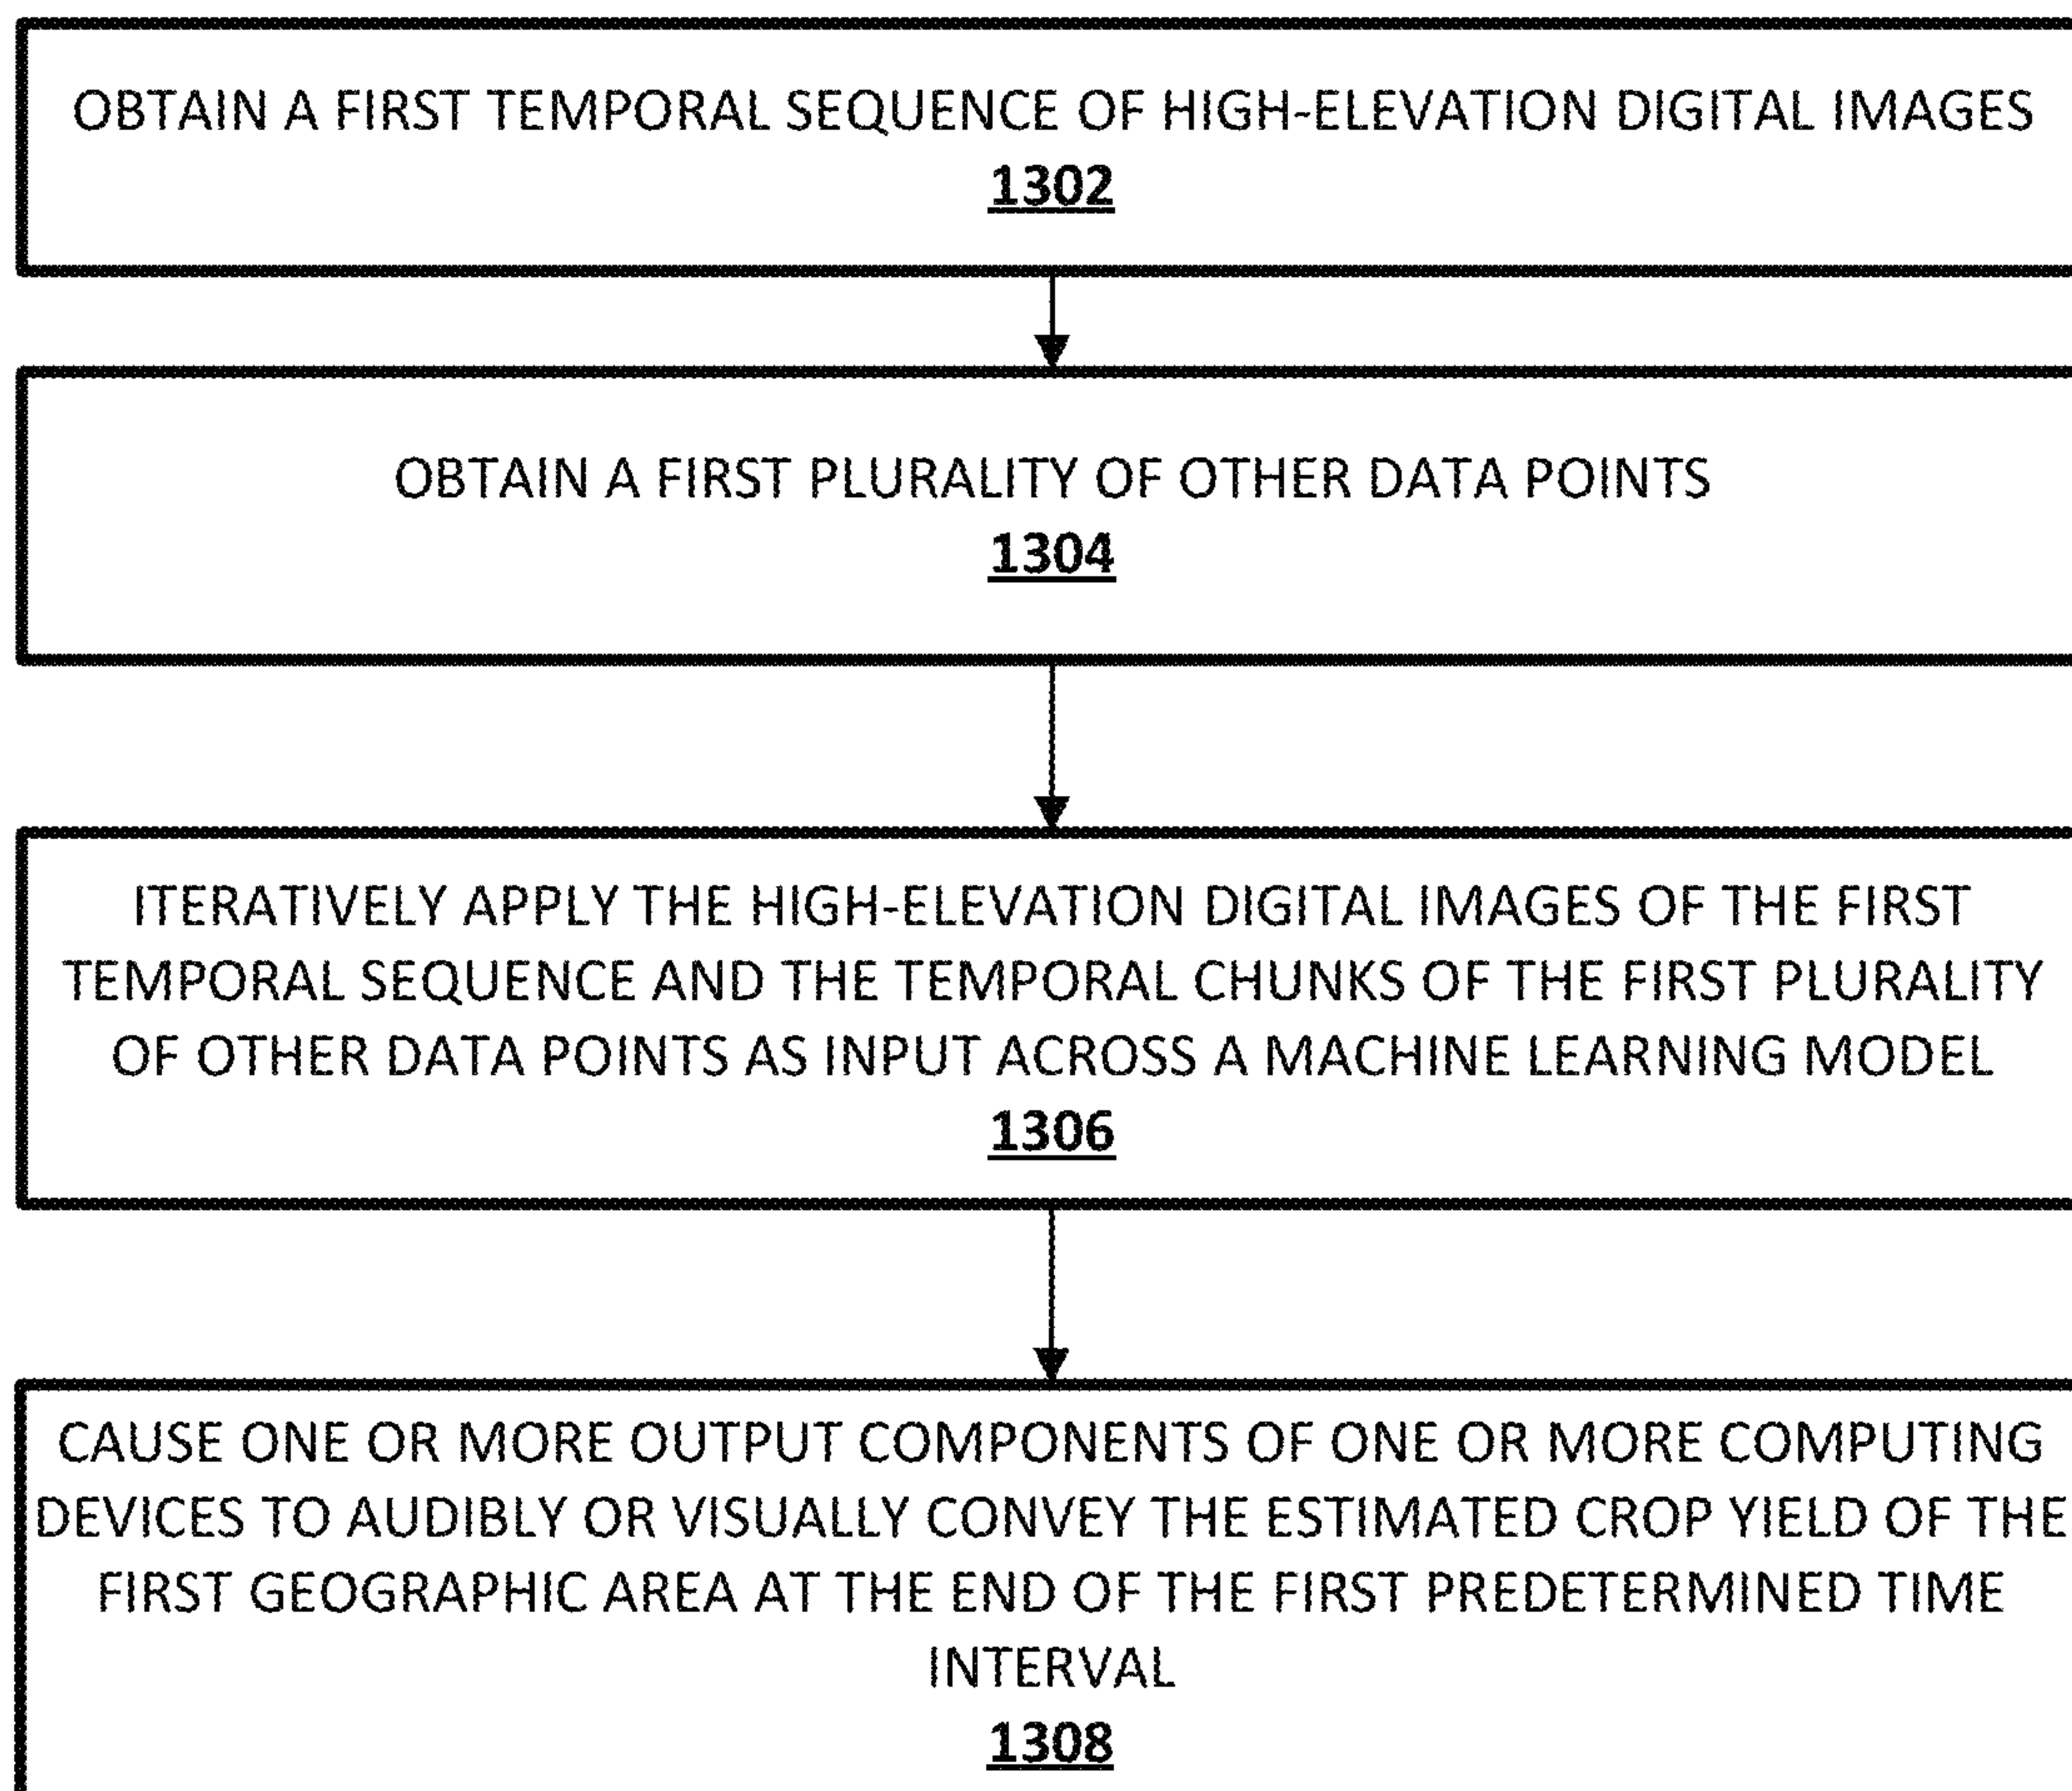 OBTAIN A FIRST TEMPORAL SEQUENCE OF HIGH-ELEVATION DIGITAL IMAGES
1302
OBTAIN A FIRST PLURALITY OF OTHER DATA POINTS
1304
ITERATIVELY APPLY THE HIGH-ELEVATION DIGITAL IMAGES OF THE FIRST
TEMPORAL SEQUENCE AND THE TEMPORAL CHUNKS OF THE FIRST PLURALITY
OF OTHER DATA POINTS AS INPUT ACROSS A MACHINE LEARNING MODEL
1306
CAUSE ONE OR MORE OUTPUT COMPONENTS OF ONE OR MORE COMPUTING
DEVICES TO AUDIBLY OR VISUALLY CONVEY THE ESTIMATED CROP YIELD OF THE
FIRST GEOGRAPHIC AREA AT THE END OF THE FIRST PREDETERMINED TIME
INTERVAL
1308